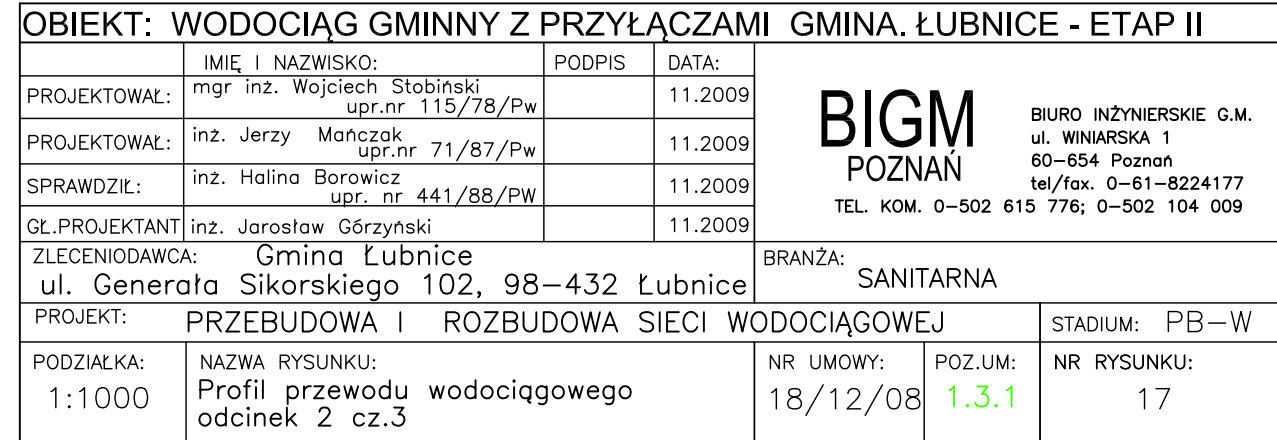 OBIEKT: WODOCIĄG GMINNY Z PRZYŁĄCZAMI GMINA. ŁUBNICE - ETAP II
IMIĘ I NAZWISKO: PODPIS DATA:
PROJEKTOWAŁ: mgr inż. Wojciech Stobiński
upr.nr 115/78/Pw 11.2009
PROJEKTOWAŁ: inż. Jerzy Mańczak
upr.nr 71/87/Pw 11.2009
SPRAWDZIŁ: inż. Halina Borowicz
upr. nr 441/88/PW 11.2009
GŁ.PROJEKTANT inż. Jarosław Górzyński 11.2009
BIGM
POZNAŃ
BIURO INŻYNIERSKIE G.M.
ul. WINIARSKA 1
60-654 Poznań
tel/fax. 0-61-8224177
TEL. KOM. 0-502 615 776; 0-502 104 009
ZLECENIODAWCA: Gmina Łubnice
ul. Generała Sikorskiego 102, 98-432 Łubnice
BRANŻA:
SANITARNA
PROJEKT: PRZEBUDOWA I ROZBUDOWA SIECI WODOCIĄGOWEJ STADIUM: PB-W
PODZIAŁKA:
1:1000
NAZWA RYSUNKU:
Profil przewodu wodociągowego
odcinek 2 cz.3
NR UMOWY:
18/12/08
POZ.UM:
1.3.1
NR RYSUNKU:
17